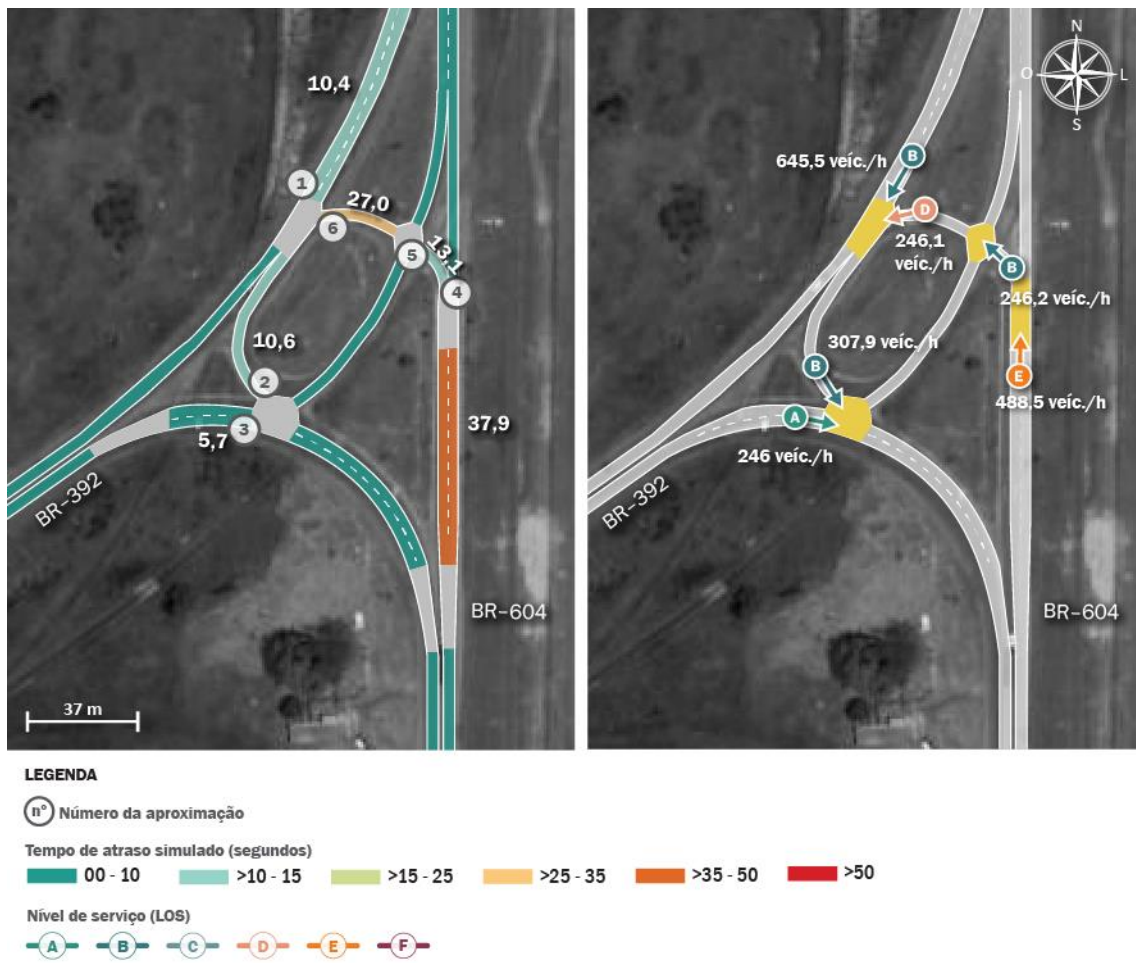 10,4
1
27,0
6
13,1
5
4
10,6
2
37,9
3
5,7
BR-392
BR-604
37 m
N
O
L
S
B
645,5 veíc./h
D
246,1
veíc./h
B
246,2 veíc./h
307,9 veíc./h
B
E
488,5 veíc./h
A
246 veíc./h
BR-392
BR-604
LEGENDA
nº Número da aproximação
Tempo de atraso simulado (segundos)
00 - 10 >10 - 15 >15 - 25 >25 - 35 >35 - 50 >50
Nível de serviço (LOS)
A B C D E F